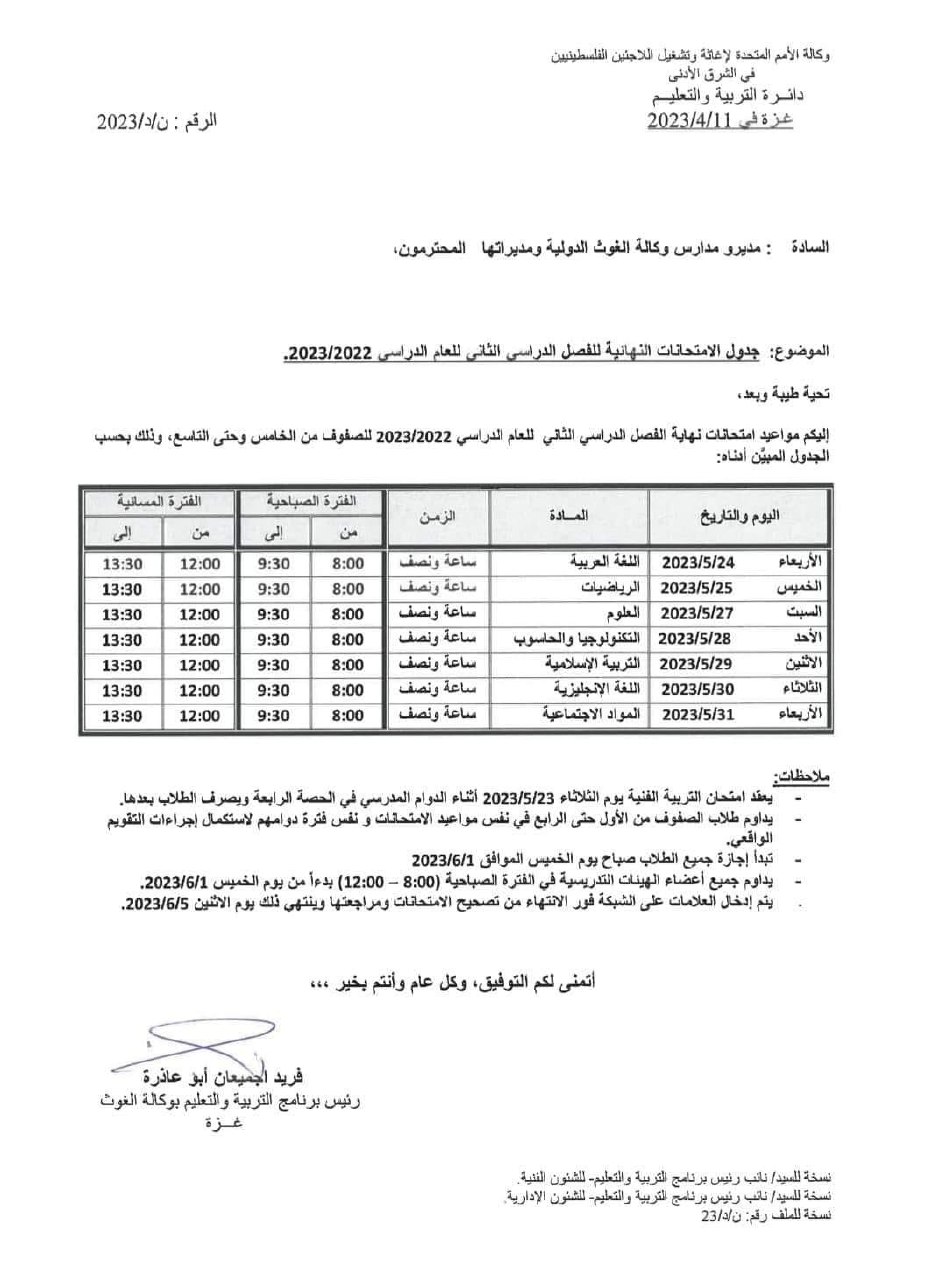 وكالة الأمم المتحدة لإغاثة وتشغيل اللاجئين الفلسطينيين
في الشرق الأدنى
دائـرة التربية والتعليـم
غـزة في 2023/4/11
الرقم : ن/د/2023
السادة : مديرو مدارس وكالة الغوث الدولية ومديراتها المحترمون،
الموضوع: جدول الامتحانات النهائية للفصل الدراسي الثاني للعام الدراسي 2023/2022.
تحية طيبة وبعد،
إليكم مواعيد امتحانات نهاية الفصل الدراسي الثاني للعام الدراسي 2023/2022 للصفوف من الخامس وحتى التاسع، وذلك بحسب
الجدول المبيَّن أدناه:
اليوم والتاريخ المــادة الزمـن الفترة الصباحية الفترة المسائية
من إلى من إلى
الأربعاء 2023/5/24 اللغة العربية ساعة ونصف 8:00 9:30 12:00 13:30
الخميس 2023/5/25 الرياضيات ساعة ونصف 8:00 9:30 12:00 13:30
السبت 2023/5/27 العلوم ساعة ونصف 8:00 9:30 12:00 13:30
الأحد 2023/5/28 التكنولوجيا والحاسوب ساعة ونصف 8:00 9:30 12:00 13:30
الاثنين 2023/5/29 التربية الإسلامية ساعة ونصف 8:00 9:30 12:00 13:30
الثلاثاء 2023/5/30 اللغة الإنجليزية ساعة ونصف 8:00 9:30 12:00 13:30
الأربعاء 2023/5/31 المواد الاجتماعية ساعة ونصف 8:00 9:30 12:00 13:30
ملاحظات:
- يعقد امتحان التربية الفنية يوم الثلاثاء 2023/5/23 أثناء الدوام المدرسي في الحصة الرابعة ويصرف الطلاب بعدها.
- يداوم طلاب الصفوف من الأول حتى الرابع في نفس مواعيد الامتحانات و نفس فترة دوامهم لاستكمال إجراءات التقويم
الواقعي.
- تبدأ إجازة جميع الطلاب صباح يوم الخميس الموافق 2023/6/1
- يداوم جميع أعضاء الهيئات التدريسية في الفترة الصباحية (8:00 – 12:00) بدءاً من يوم الخميس 2023/6/1.
. يتم إدخال العلامات على الشبكة فور الانتهاء من تصحيح الامتحانات ومراجعتها وينتهي ذلك يوم الاثنين 2023/6/5.
أتمنى لكم التوفيق، وكل عام وأنتم بخير ،،،
فريد اجميعان أبو عاذرة
رئيس برنامج التربية والتعليم بوكالة الغوث
غــزة
نسخة للسيد/ نائب رئيس برنامج التربية والتعليم- للشئون الفنية.
نسخة للسيد/ نائب رئيس برنامج التربية والتعليم- للشئون الإدارية.
نسخة للملف رقم: ن/د/23